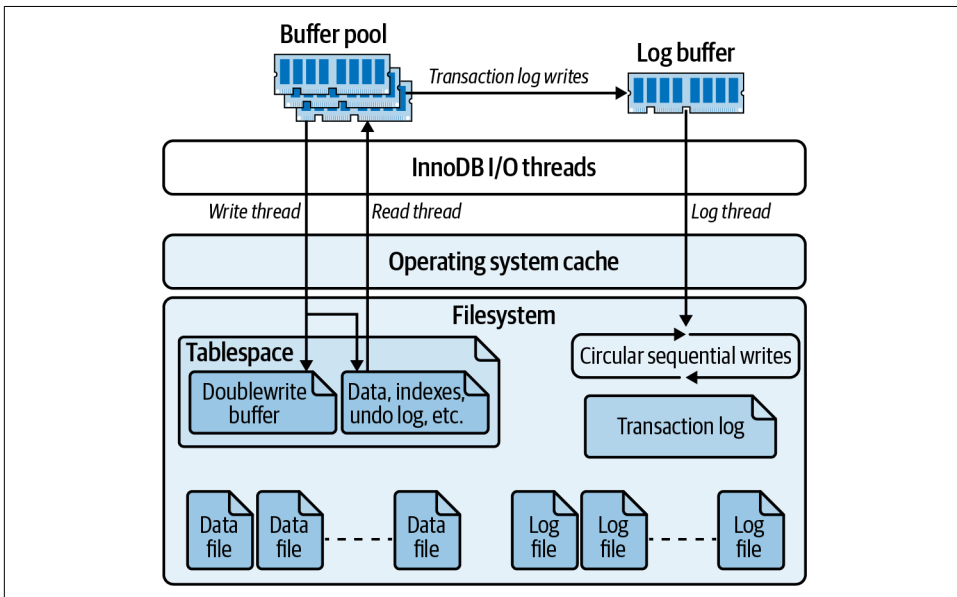 Buffer pool
Log buffer
Transaction log writes
InnoDB I/O threads
Write thread
Read thread
Log thread
Operating system cache
Filesystem
Tablespace
Doublewrite
buffer
Data, indexes,
undo log, etc.
Circular sequential writes
Transaction log
Data
file
Data
file
Data
file
Log
file
Log
file
Log
file